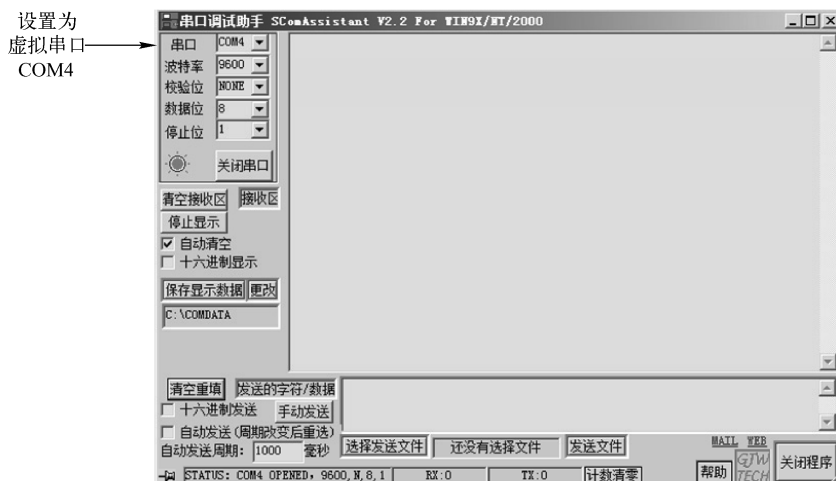 设置为
虚拟串口
COM4
串口调试助手 SComAssistant V2.2 For WIN9X/NT/2000
串口 COM4
波特率 9600
校验位 NONE
数据位 8
停止位 1
关闭串口
清空接收区 接收区
停止显示
自动清空
十六进制显示
保存显示数据 更改
C:\COMDATA
清空重填 发送的字符/数据
十六进制发送 手动发送
自动发送(周期改变后重选)
自动发送周期: 1000 毫秒 选择发送文件 还没有选择文件 发送文件
MAIL WEB
GJW
TECH
关闭程序
STATUS: COM4 OPENED, 9600,N,8,1 RX:0 TX:0 计数清零 帮助